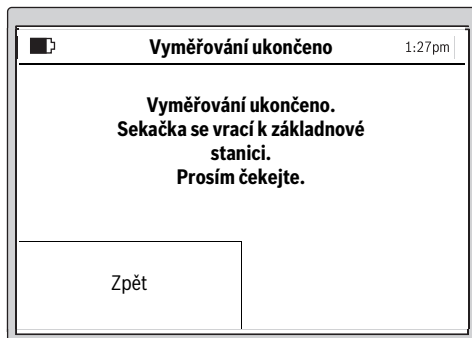 Vyměřování ukončeno 1:27pm
Vyměřování ukončeno.
Sekačka se vrací k základnové
stanici.
Prosím čekejte.
Zpět